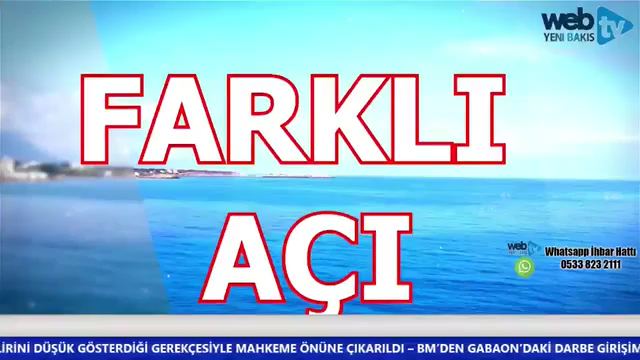 web tv
YENİ BAKIŞ
FARKLI
AÇI
web
Whatsapp İhbar Hattı
0533 823 2111
LİRİNİ DÜŞÜK GÖSTERDİĞİ GEREKÇESİYLE MAHKEME ÖNÜNE ÇIKARILDI – BM'DEN GABAON'DAKİ DARBE GİRİŞİM